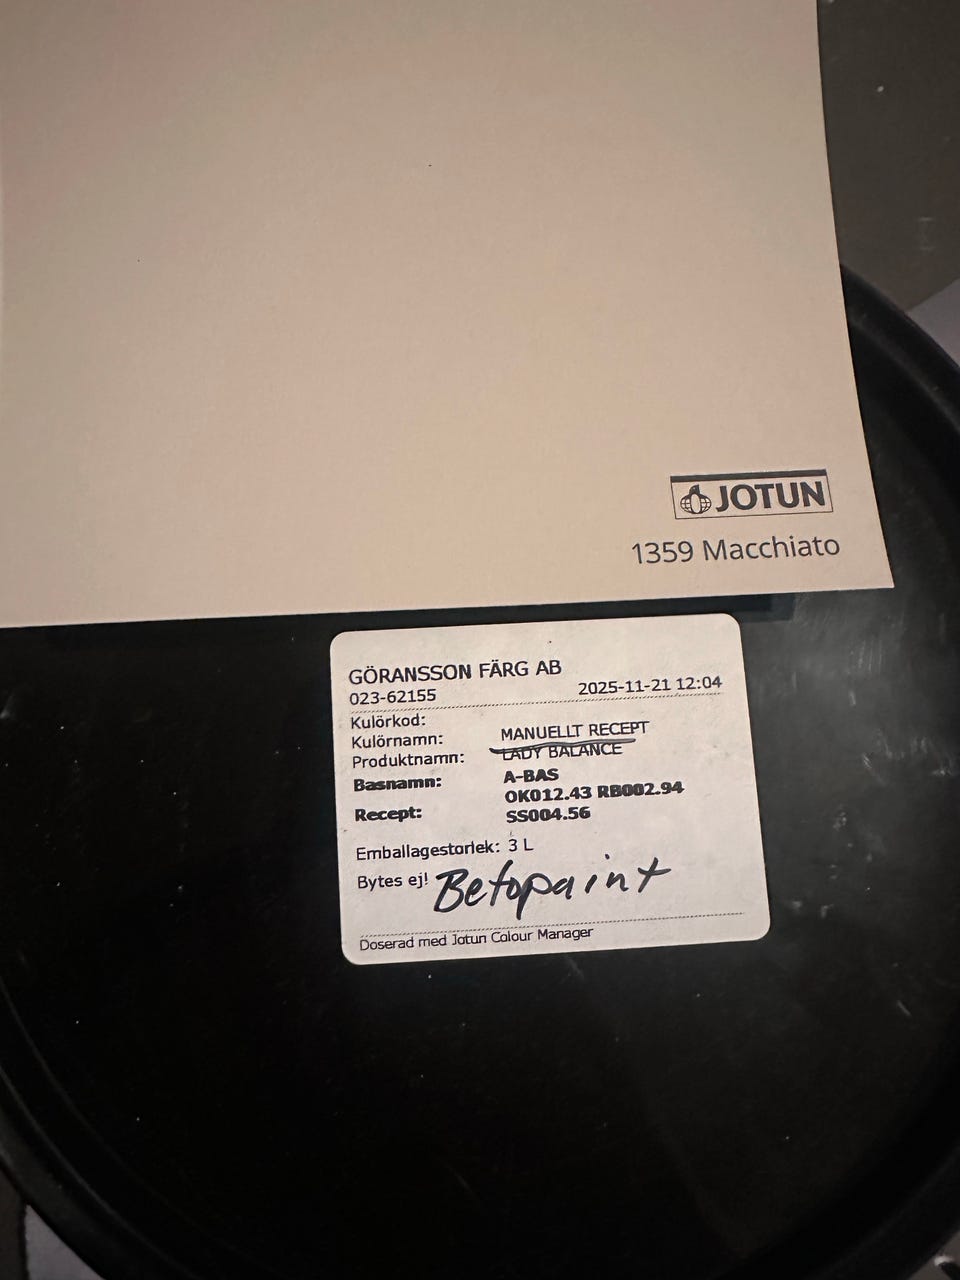 JOTUN
1359 Macchiato
GÖRANSSON FÄRG AB
023-62155 2025-11-21 12:04
Kulörkod:
Kulörnamn: MANUELLT RECEPT
Produktnamn: LADY BALANCE
Basnamn: A-BAS
Recept: OK012.43 RB002.94
SS004.56
Emballagestorlek: 3 L
Bytes ej! Betopaint
Doserad med Jotun Colour Manager